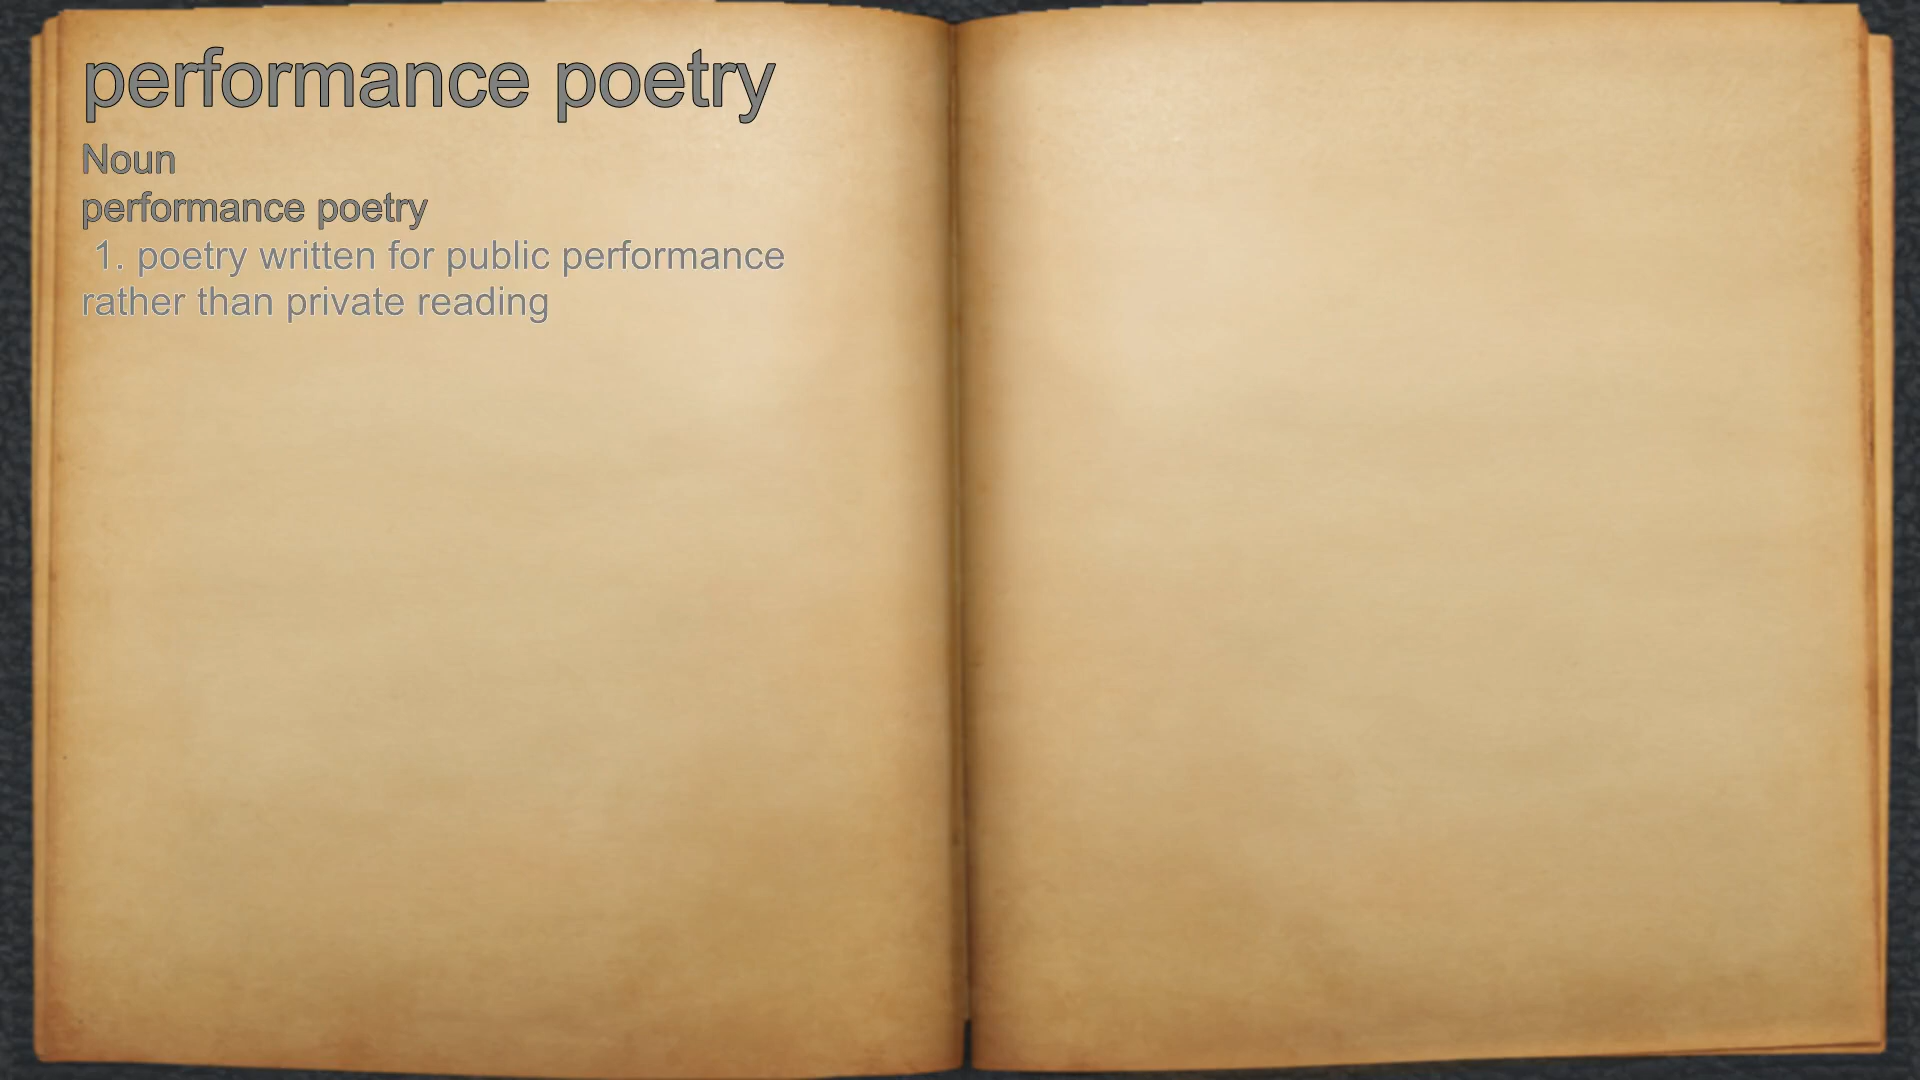 performance poetry
Noun
performance poetry
1. poetry written for public performance
rather than private reading